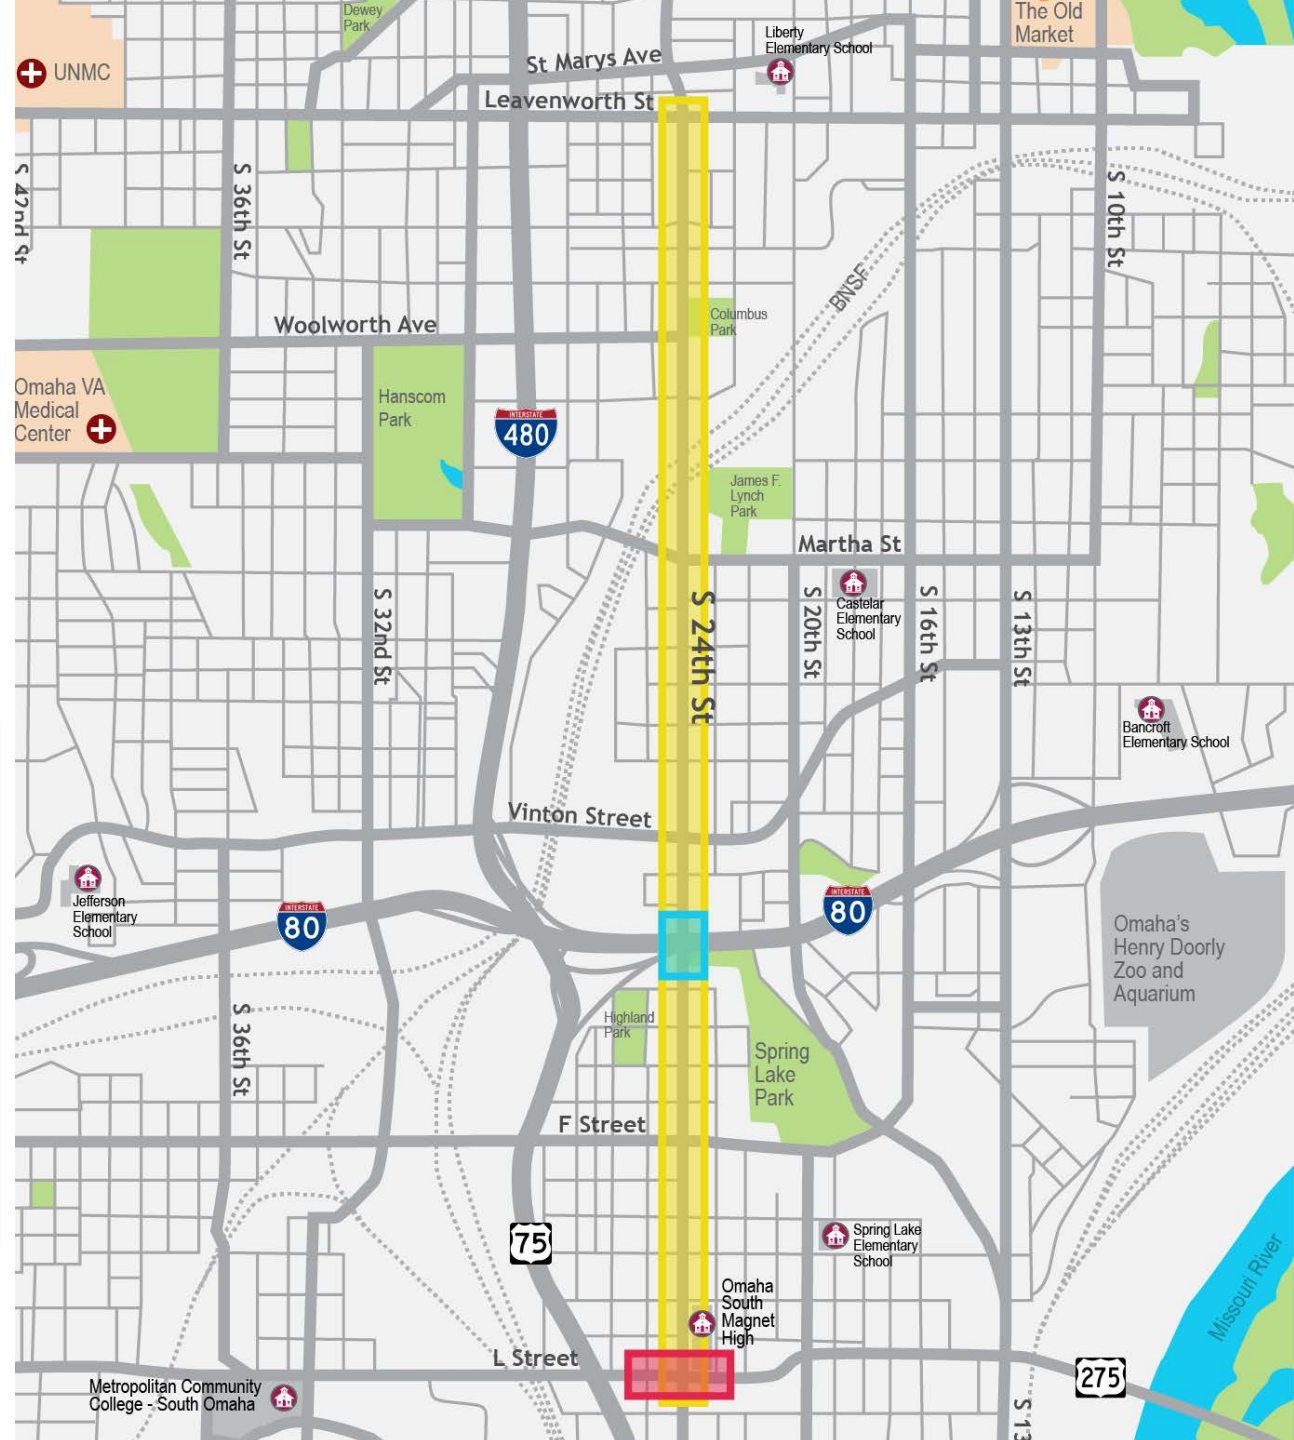 Dewey
Park
The Old
Market
Liberty
Elementary School
St Marys Ave
UNMC
Leavenworth St
S 42nd St
S 36th St
S 10th St
BNSF
Columbus
Park
Woolworth Ave
Omaha VA
Medical
Center
Hanscom
Park
INTERSTATE
480
James F.
Lynch
Park
Martha St
S 32nd St
S 24th St
S 20th St
Castelar
Elementary
School
S 16th St
S 13th St
Bancroft
Elementary School
Vinton Street
Jefferson
Elementary
School
INTERSTATE
80
INTERSTATE
80
Omaha's
Henry Doorly
Zoo and
Aquarium
S 36th St
Highland
Park
Spring
Lake
Park
F Street
75
Spring Lake
Elementary
School
Missouri River
Omaha
South
Magnet
High
L Street
275
Metropolitan Community
College - South Omaha
S 13